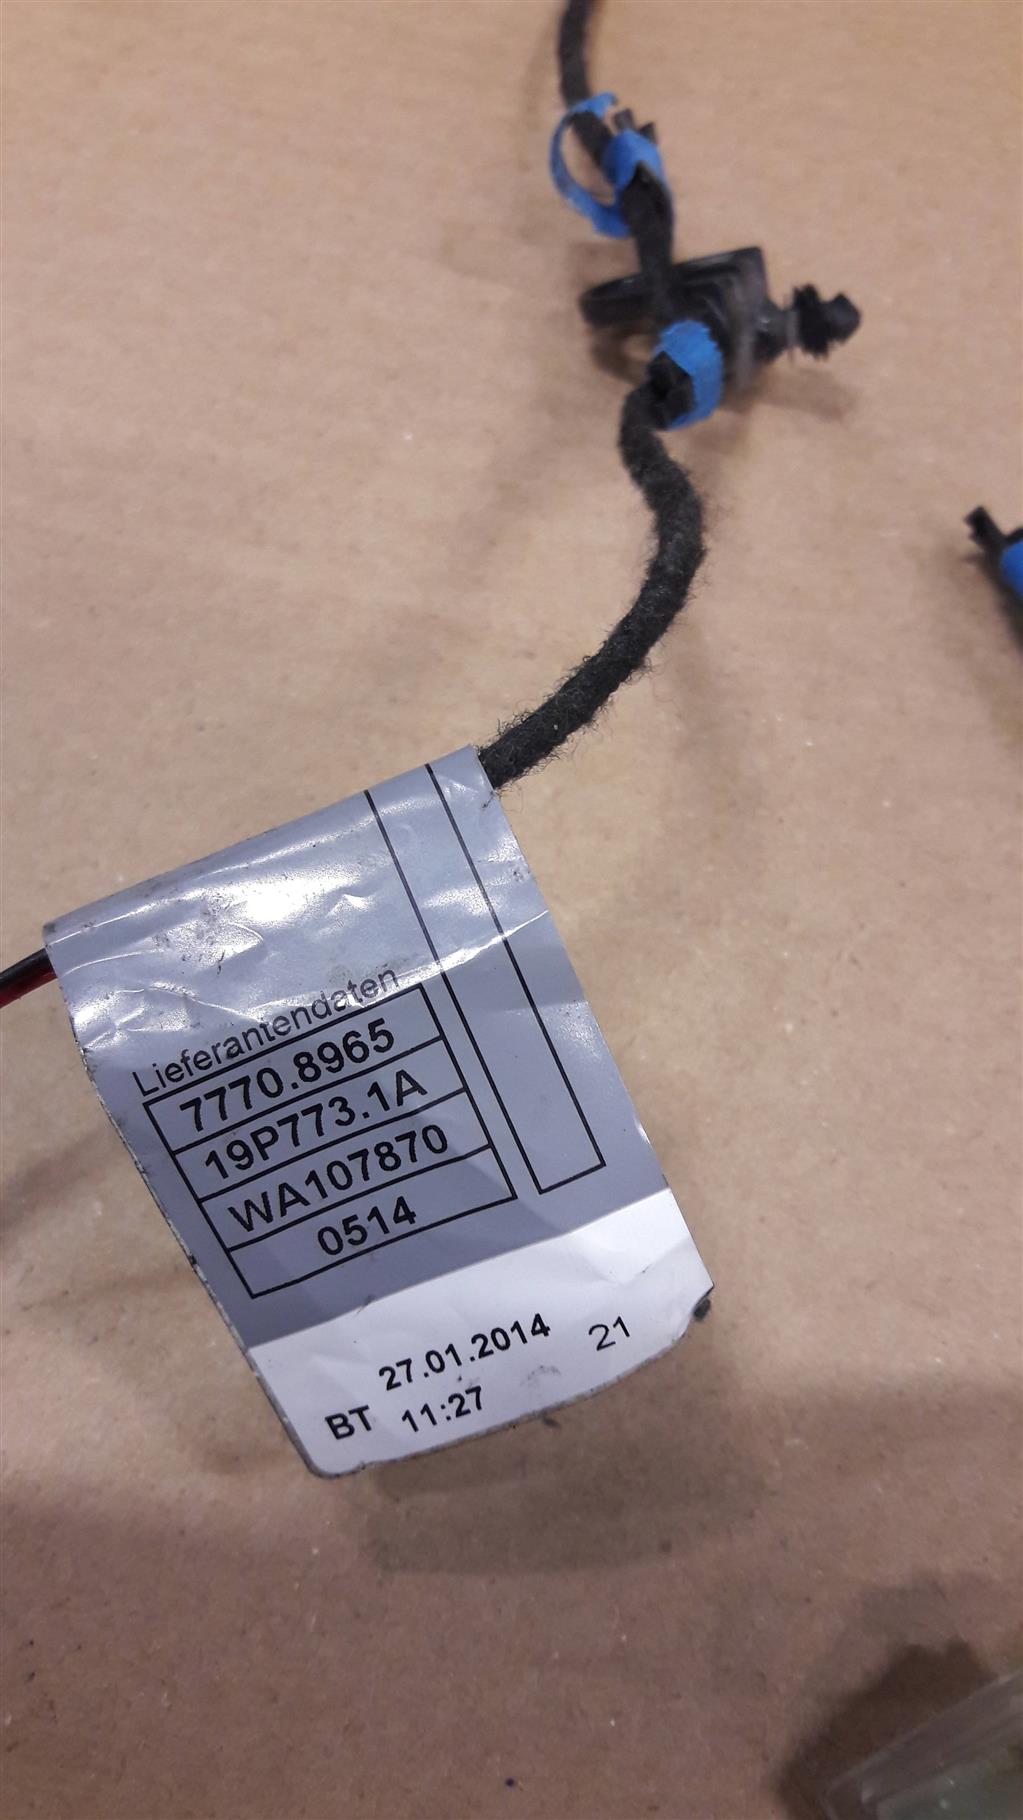 Lieferantendaten
7770.8965
19P773.1A
WA107870
0514
27.01.2014 21
BT 11:27